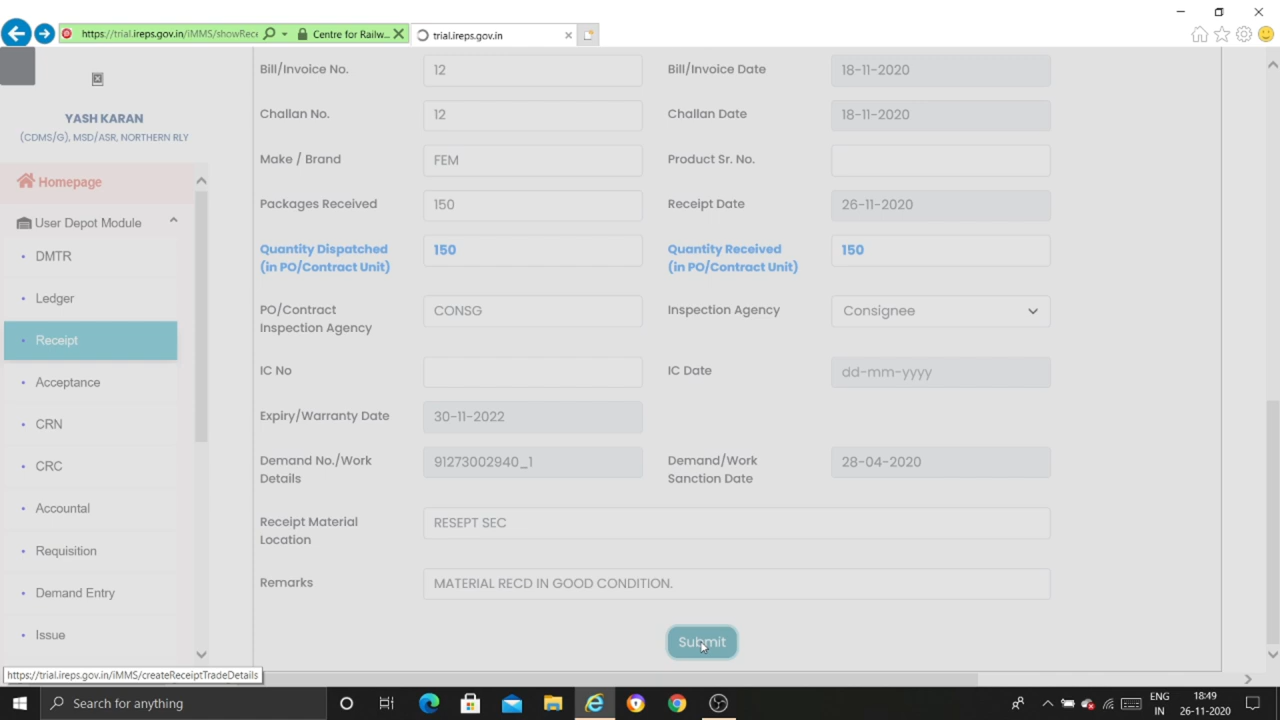 https://trial.ireps.gov.in/iMMS/showRece
Centre for Railw...
trial.ireps.gov.in
YASH KARAN
(CDMS/G), MSD/ASR, NORTHERN RLY
Homepage
User Depot Module
DMTR
Ledger
Receipt
Acceptance
CRN
CRC
Accountal
Requisition
Demand Entry
Issue
Bill/Invoice No. 12 Bill/Invoice Date 18-11-2020
Challan No. 12 Challan Date 18-11-2020
Make / Brand FEM Product Sr. No.
Packages Received 150 Receipt Date 26-11-2020
Quantity Dispatched 150 Quantity Received 150
(in PO/Contract Unit) (in PO/Contract Unit)
PO/Contract CONSG Inspection Agency Consignee
Inspection Agency
IC No IC Date dd-mm-yyyy
Expiry/Warranty Date 30-11-2022
Demand No./Work 91273002940_1 Demand/Work 28-04-2020
Details Sanction Date
Receipt Material RESEPT SEC
Location
Remarks MATERIAL RECD IN GOOD CONDITION.
Submit
https://trial.ireps.gov.in/iMMS/createReceiptTradeDetails
Search for anything
ENG 18:49
IN 26-11-2020